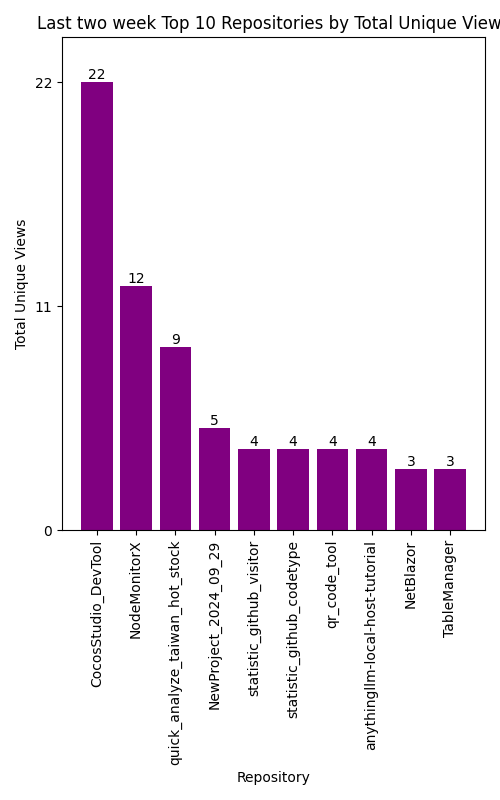 Last two week Top 10 Repositories by Total Unique View
22
12
9
5
4
4
4
4
3
3
22
11
0
Total Unique Views
CocosStudio_DevTool
NodeMonitorX
quick_analyze_taiwan_hot_stock
NewProject_2024_09_29
statistic_github_visitor
statistic_github_codetype
qr_code_tool
anythingllm-local-host-tutorial
NetBlazor
TableManager
Repository